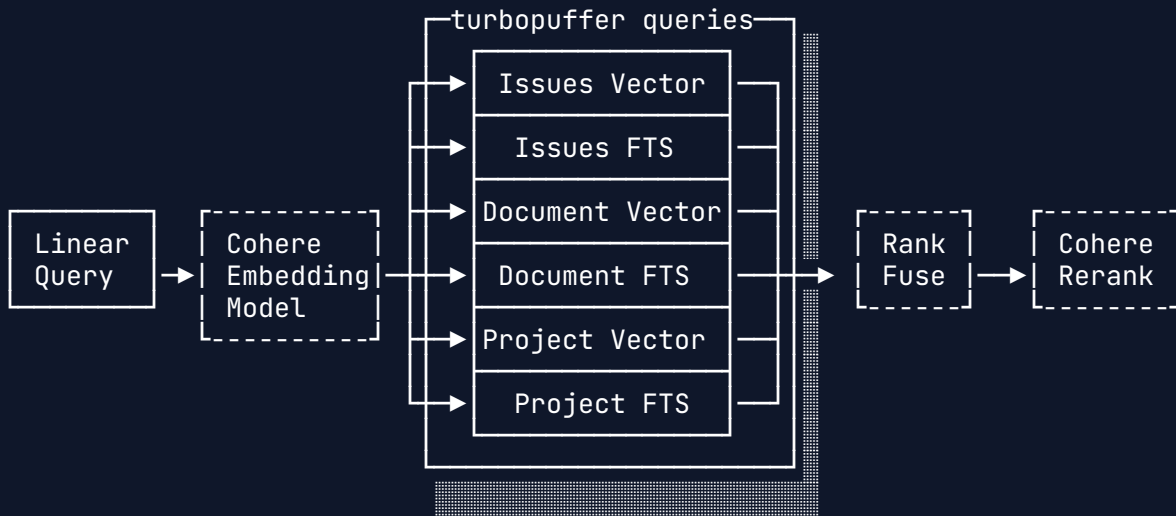 turbopuffer queries
Issues Vector
Issues FTS
Document Vector
Document FTS
Project Vector
Project FTS
Linear
Query
Cohere
Embedding
Model
Rank
Fuse
Cohere
Rerank